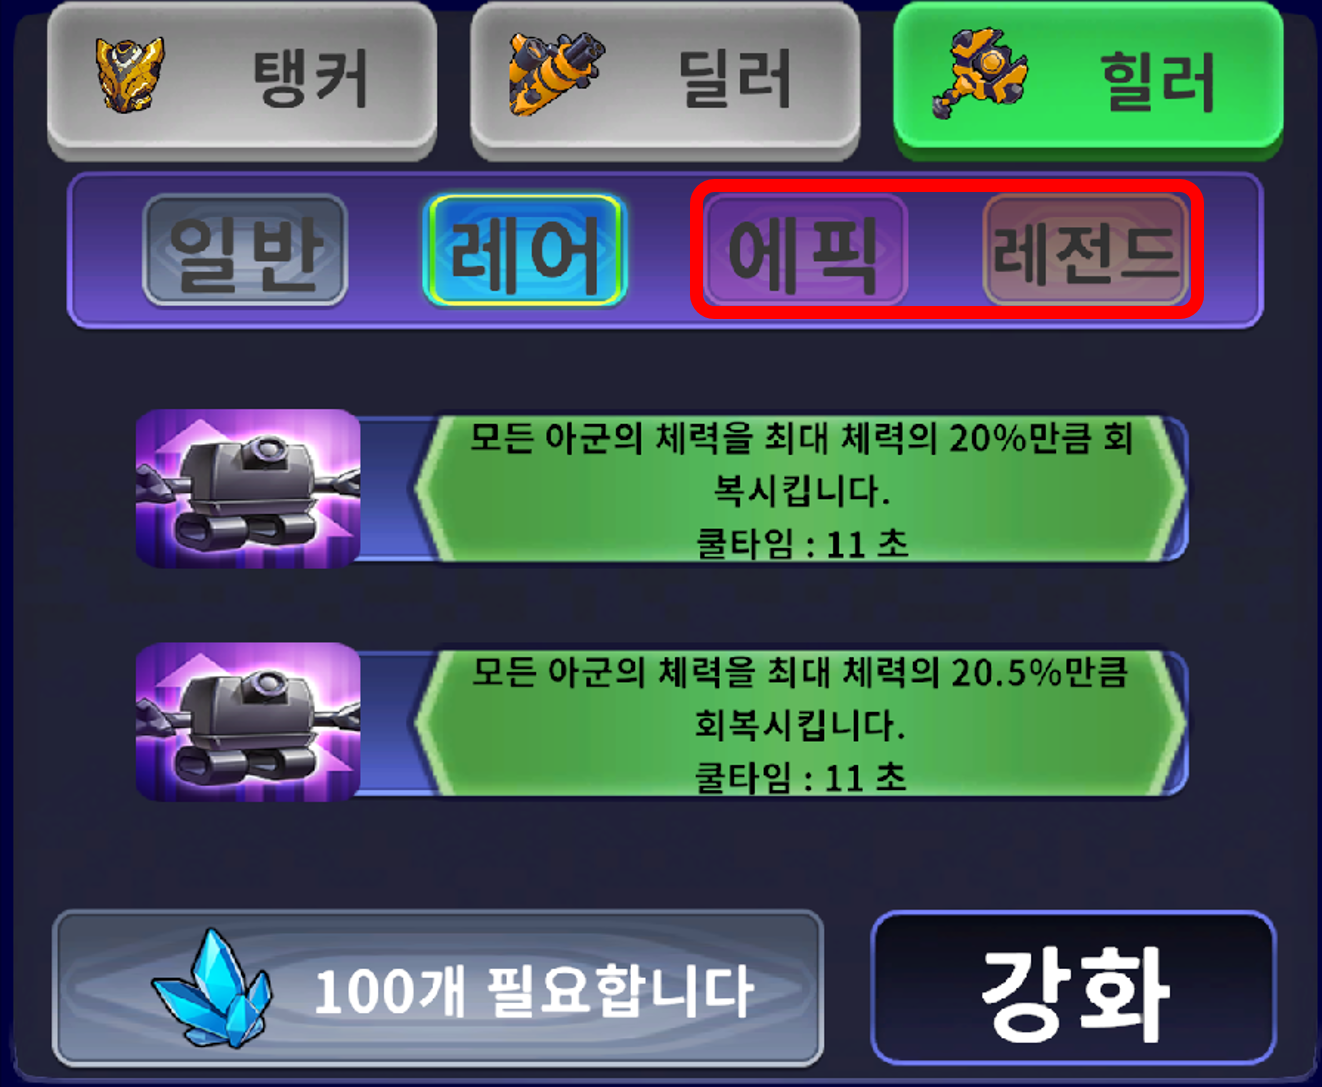 탱커 딜러 힐러
일반 레어 에픽 레전드
모든 아군의 체력을 최대 체력의 20%만큼 회
복시킵니다.
쿨타임 : 11 초
모든 아군의 체력을 최대 체력의 20.5%만큼
회복시킵니다.
쿨타임 : 11 초
100개 필요합니다 강화